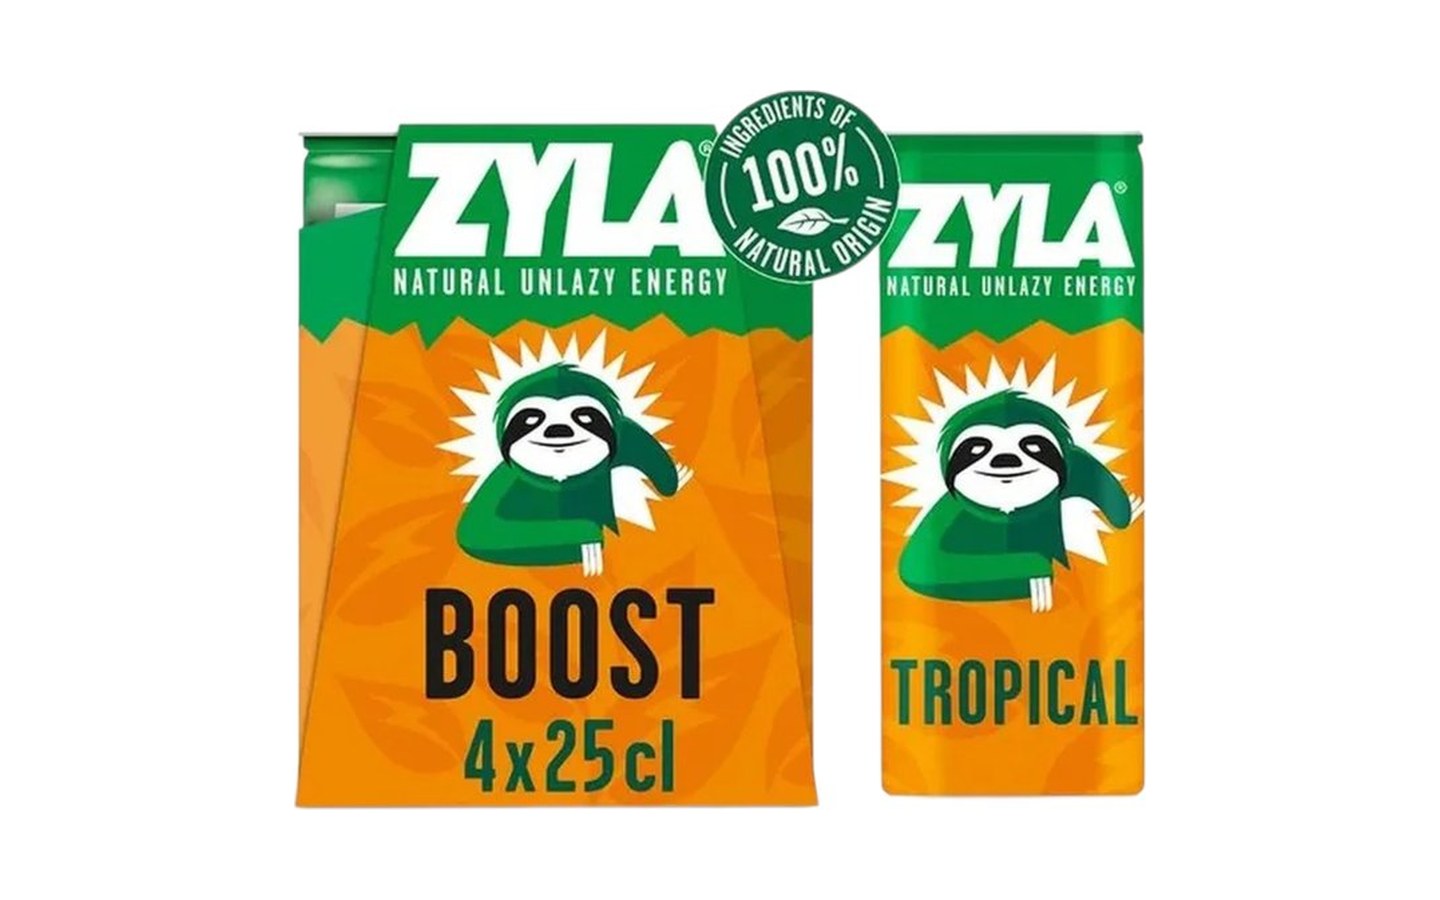 ZYLA®
NATURAL UNLAZY ENERGY
BOOST
4x25cl
INGREDIENTS OF
100%
NATURAL ORIGIN
ZYLA®
NATURAL UNLAZY ENERGY
TROPICAL